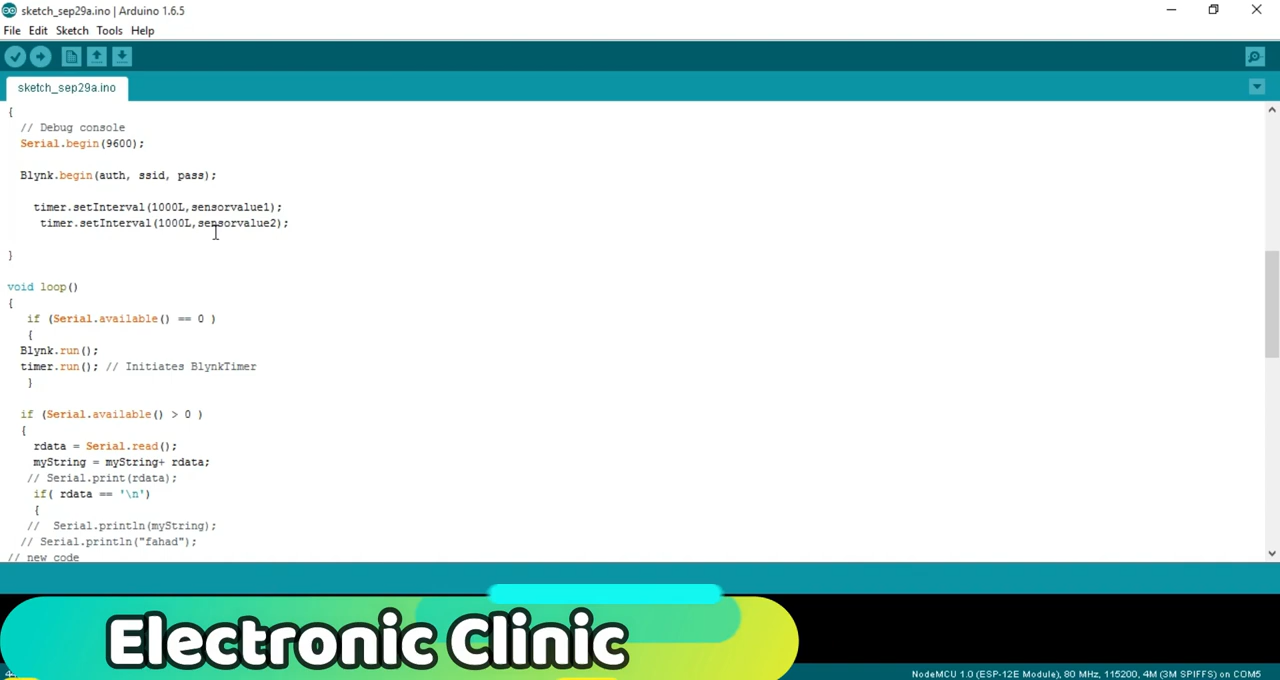 sketch_sep29a.ino | Arduino 1.6.5
File Edit Sketch Tools Help
sketch_sep29a.ino
{
// Debug console
Serial.begin(9600);
Blynk.begin(auth, ssid, pass);
timer.setInterval(1000L,sensorvalue1);
timer.setInterval(1000L,sensorvalue2);
}
void loop()
{
if (Serial.available() == 0 )
{
Blynk.run();
timer.run(); // Initiates BlynkTimer
}
if (Serial.available() > 0 )
{
rdata = Serial.read();
myString = myString+ rdata;
// Serial.print(rdata);
if( rdata == '\n')
{
//  Serial.println(myString);
// Serial.println("fahad");
// new code
Electronic Clinic
NodeMCU 1.0 (ESP-12E Module), 80 MHz, 115200, 4M (3M SPIFFS) on COM5